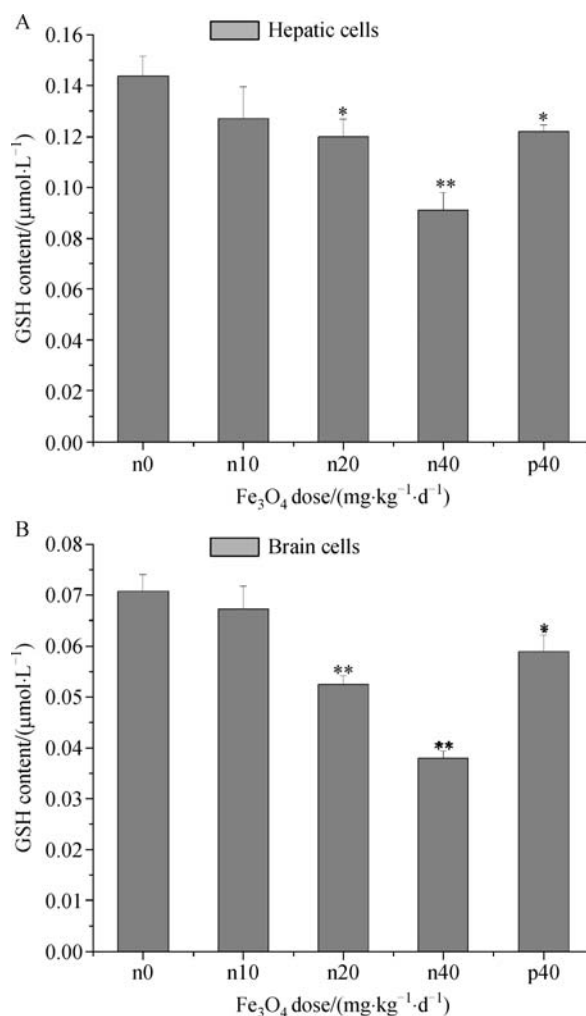 A
Hepatic cells
GSH content/(μmol·L⁻¹)
0.16
0.14
0.12
0.10
0.08
0.06
0.04
0.02
0.00
*
**
*
n0 n10 n20 n40 p40
Fe₃O₄ dose/(mg·kg⁻¹·d⁻¹)
B
Brain cells
GSH content/(μmol·L⁻¹)
0.08
0.07
0.06
0.05
0.04
0.03
0.02
0.01
0.00
**
**
*
n0 n10 n20 n40 p40
Fe₃O₄ dose/(mg·kg⁻¹·d⁻¹)